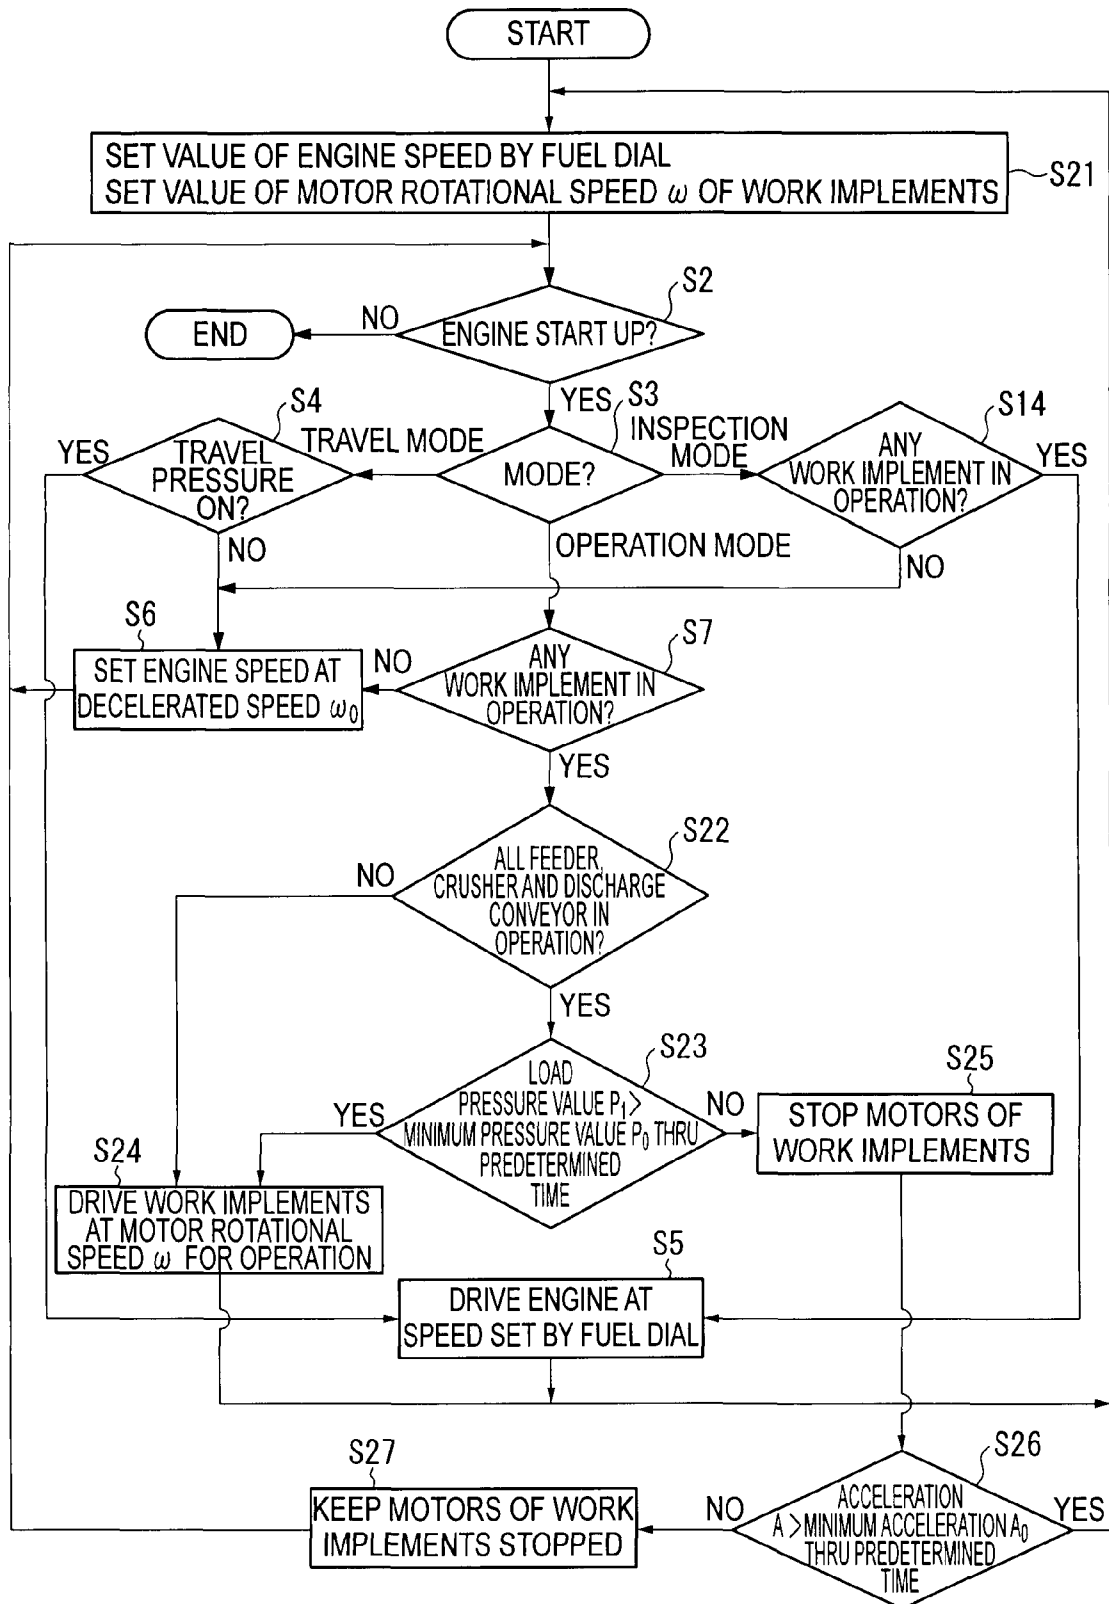 START
SET VALUE OF ENGINE SPEED BY FUEL DIAL
SET VALUE OF MOTOR ROTATIONAL SPEED ω OF WORK IMPLEMENTS
S21
S2
ENGINE START UP?
NO
END
YES
S3
MODE?
TRAVEL MODE
INSPECTION
MODE
OPERATION MODE
S4
TRAVEL
PRESSURE
ON?
YES
NO
S14
ANY
WORK IMPLEMENT IN
OPERATION?
YES
NO
S6
SET ENGINE SPEED AT
DECELERATED SPEED ω0
S7
ANY
WORK IMPLEMENT IN
OPERATION?
NO
YES
S22
ALL FEEDER,
CRUSHER AND DISCHARGE
CONVEYOR IN
OPERATION?
NO
YES
S23
LOAD
PRESSURE VALUE P1>
MINIMUM PRESSURE VALUE P0 THRU
PREDETERMINED
TIME
YES
NO
S25
STOP MOTORS OF
WORK IMPLEMENTS
S24
DRIVE WORK IMPLEMENTS
AT MOTOR ROTATIONAL
SPEED ω FOR OPERATION
S5
DRIVE ENGINE AT
SPEED SET BY FUEL DIAL
S26
ACCELERATION
A>MINIMUM ACCELERATION A0
THRU PREDETERMINED
TIME
NO
YES
S27
KEEP MOTORS OF WORK
IMPLEMENTS STOPPED